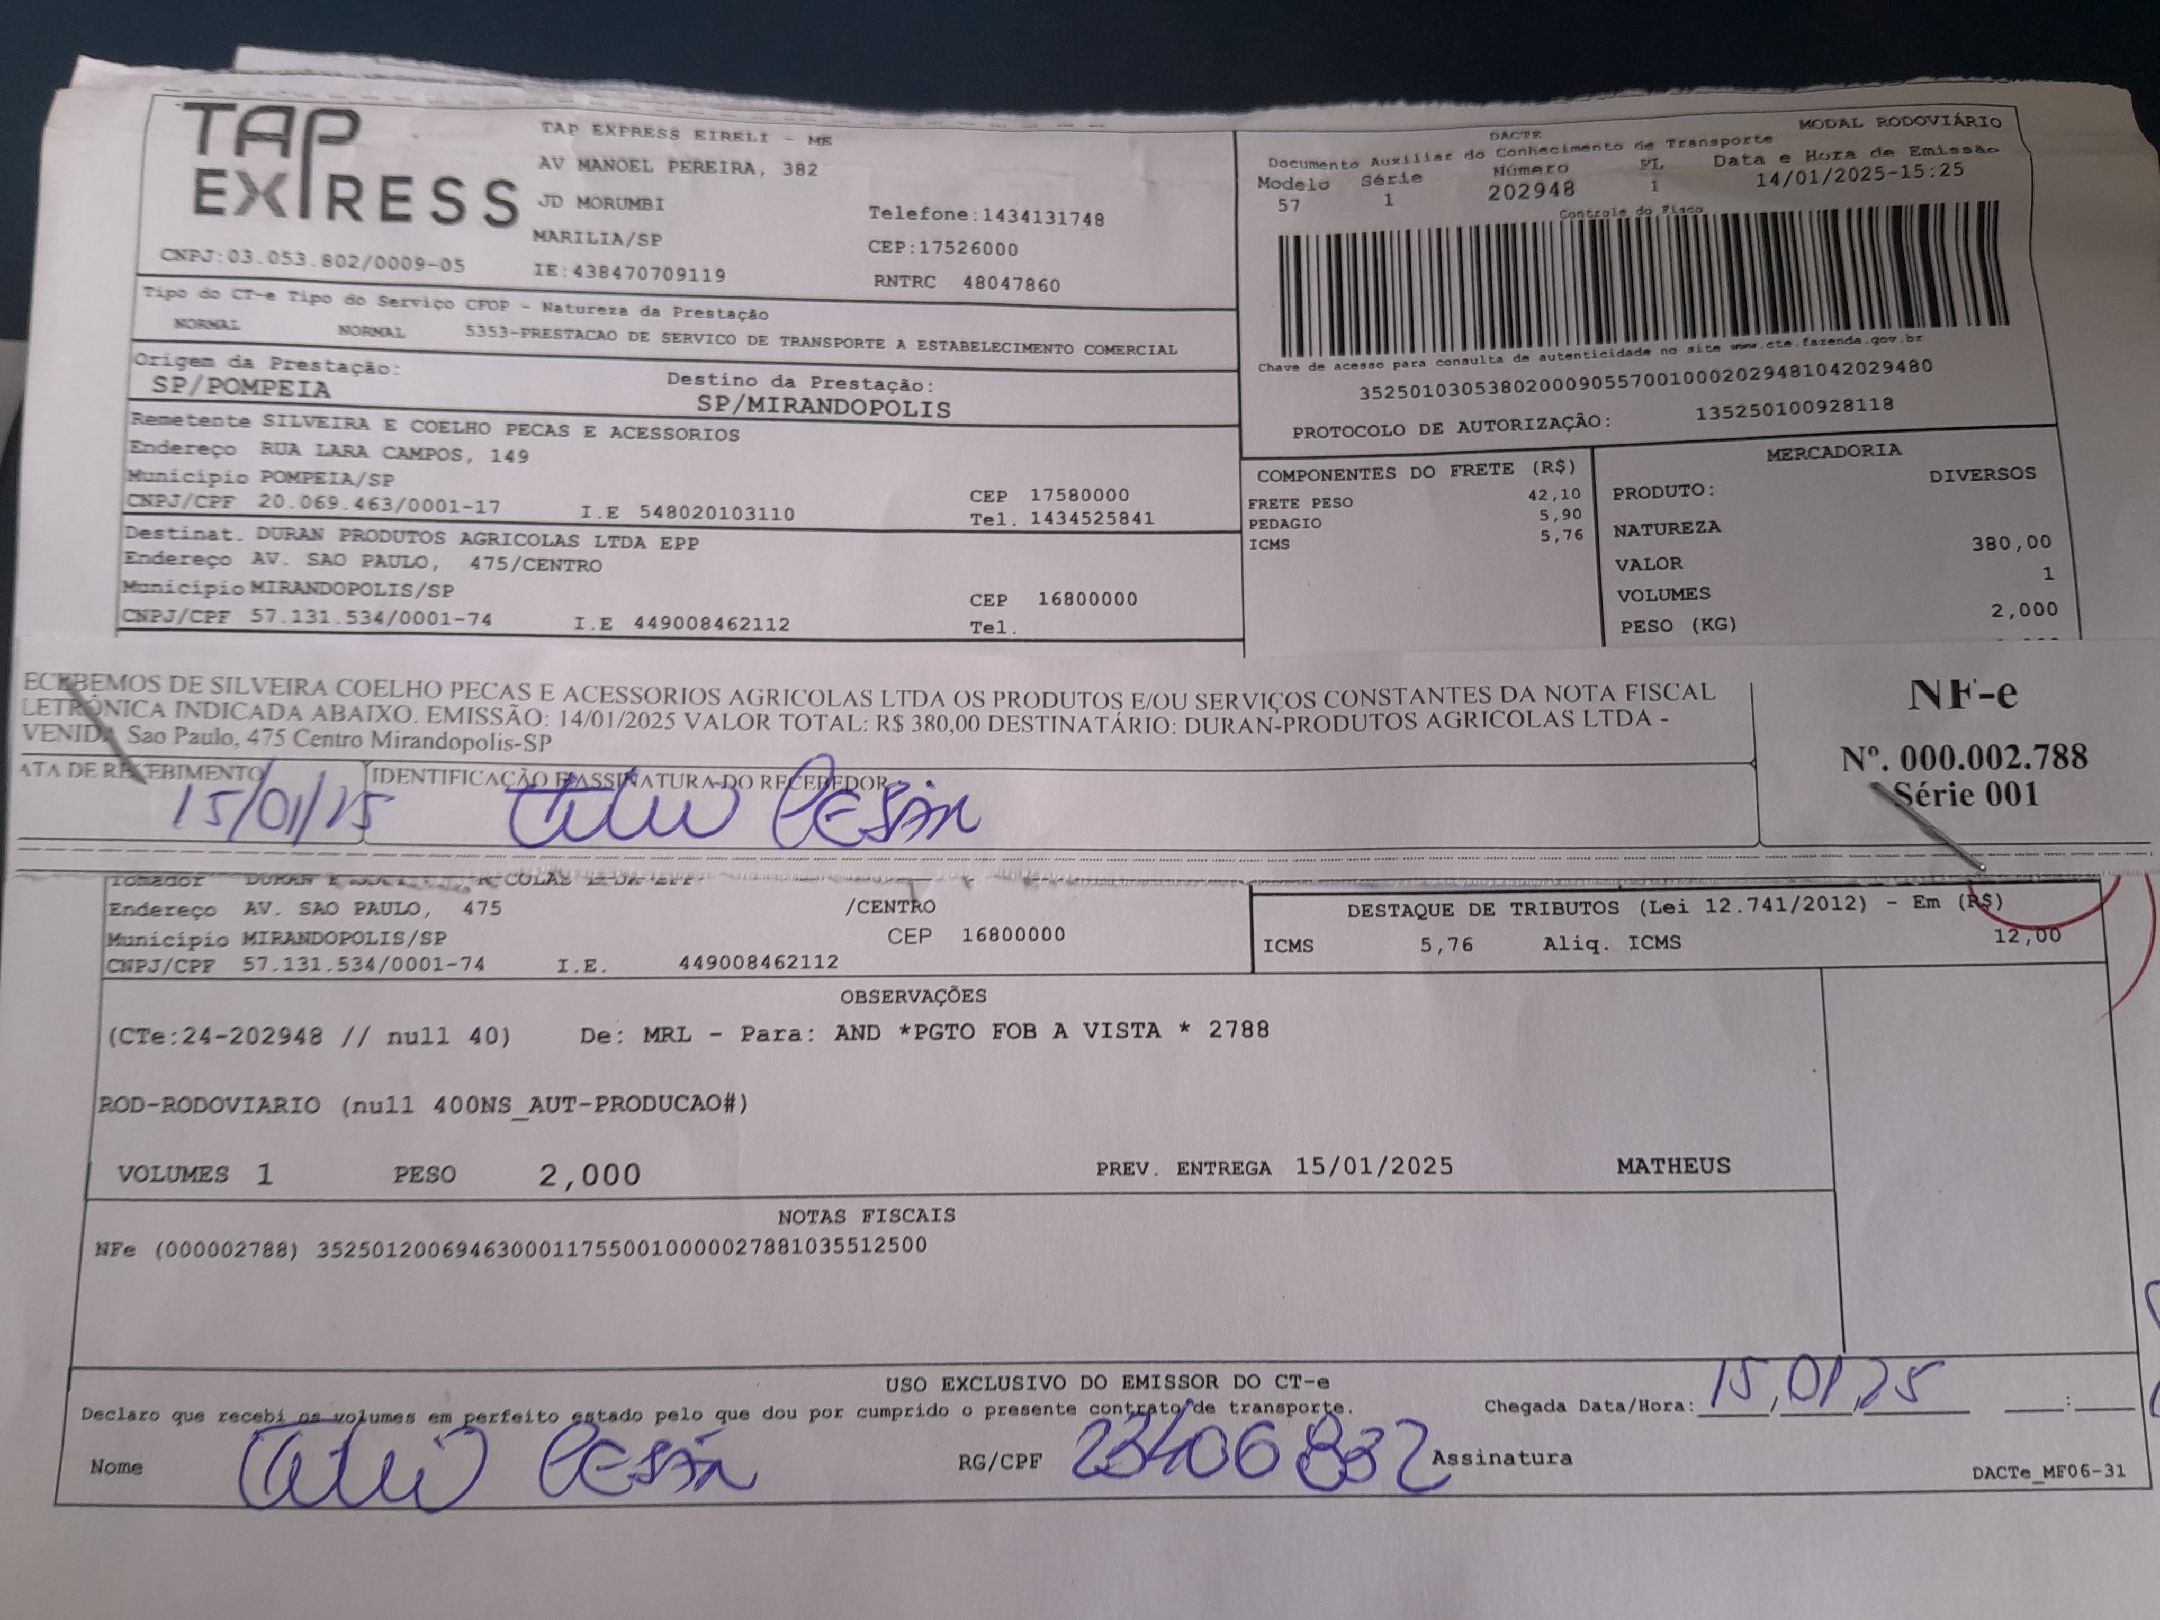 TAP
EXPRESS
TAP EXPRESS EIRELI - ME
AV MANOEL PEREIRA, 382
JD MORUMBI
MARILIA/SP
Telefone:1434131748
CEP:17526000
CNPJ:03.053.802/0009-05
IE:438470709119
RNTRC 48047860
MODAL RODOVIÁRIO
DACTE
Documento Auxiliar do Conhecimento de Transporte
Modelo Série Número FL Data e Hora de Emissão
57 1 202948 1 14/01/2025-15:25
Controle do Fisco
Chave de acesso para consulta de autenticidade no site www.cte.fazenda.gov.br
35250103053802000905570010002029481042029480
PROTOCOLO DE AUTORIZAÇÃO: 135250100928118
Tipo do CT-e Tipo do Serviço CFOP - Natureza da Prestação
NORMAL NORMAL 5353-PRESTACAO DE SERVICO DE TRANSPORTE A ESTABELECIMENTO COMERCIAL
Origem da Prestação: Destino da Prestação:
SP/POMPEIA SP/MIRANDOPOLIS
Remetente SILVEIRA E COELHO PECAS E ACESSORIOS
Endereço RUA LARA CAMPOS, 149
Município POMPEIA/SP CEP 17580000
CNPJ/CPF 20.069.463/0001-17 I.E 548020103110 Tel. 1434525841
Destinat. DURAN PRODUTOS AGRICOLAS LTDA EPP
Endereço AV. SAO PAULO, 475/CENTRO
Município MIRANDOPOLIS/SP CEP 16800000
CNPJ/CPF 57.131.534/0001-74 I.E 449008462112 Tel.
COMPONENTES DO FRETE (R$)
FRETE PESO 42,10
PEDAGIO 5,90
ICMS 5,76
MERCADORIA
PRODUTO: DIVERSOS
NATUREZA
VALOR 380,00
VOLUMES 1
PESO (KG) 2,000
ECEBEMOS DE SILVEIRA COELHO PECAS E ACESSORIOS AGRICOLAS LTDA OS PRODUTOS E/OU SERVIÇOS CONSTANTES DA NOTA FISCAL
LETRÔNICA INDICADA ABAIXO. EMISSÃO: 14/01/2025 VALOR TOTAL: R$ 380,00 DESTINATÁRIO: DURAN-PRODUTOS AGRICOLAS LTDA -
VENIDA Sao Paulo, 475 Centro Mirandopolis-SP
ATA DE RECEBIMENTO IDENTIFICAÇÃO E ASSINATURA DO RECEBEDOR
15/01/25
NF-e
Nº. 000.002.788
Série 001
Tomador DURAN
Endereço AV. SAO PAULO, 475 /CENTRO
Município MIRANDOPOLIS/SP CEP 16800000
CNPJ/CPF 57.131.534/0001-74 I.E. 449008462112
DESTAQUE DE TRIBUTOS (Lei 12.741/2012) - Em (R$)
ICMS 5,76 Aliq. ICMS 12,00
OBSERVAÇÕES
(CTe:24-202948 // null 40) De: MRL - Para: AND *PGTO FOB A VISTA * 2788
ROD-RODOVIARIO (null 400NS_AUT-PRODUCAO#)
VOLUMES 1 PESO 2,000 PREV. ENTREGA 15/01/2025 MATHEUS
NOTAS FISCAIS
NFe (000002788) 35250120069463000117550010000027881035512500
USO EXCLUSIVO DO EMISSOR DO CT-e
Declaro que recebi os volumes em perfeito estado pelo que dou por cumprido o presente contrato de transporte. Chegada Data/Hora: 15/01/25 :
Nome RG/CPF 23406832 Assinatura
DACTe_MF06-31